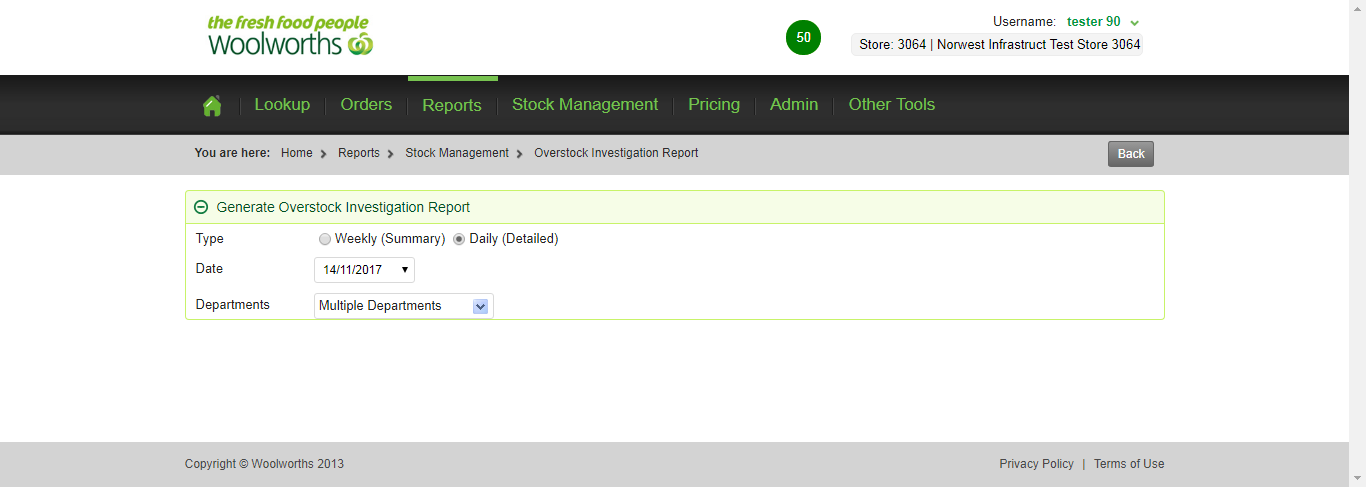 the fresh food people
Woolworths
50
Username: tester 90
Store: 3064 | Norwest Infrastruct Test Store 3064
Lookup Orders Reports Stock Management Pricing Admin Other Tools
You are here: Home Reports Stock Management Overstock Investigation Report
Back
Generate Overstock Investigation Report
Type Weekly (Summary) Daily (Detailed)
Date 14/11/2017
Departments Multiple Departments
Copyright © Woolworths 2013
Privacy Policy | Terms of Use